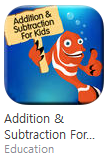 Addition &
Subtraction
For Kids
Addition &
Subtraction For...
Education